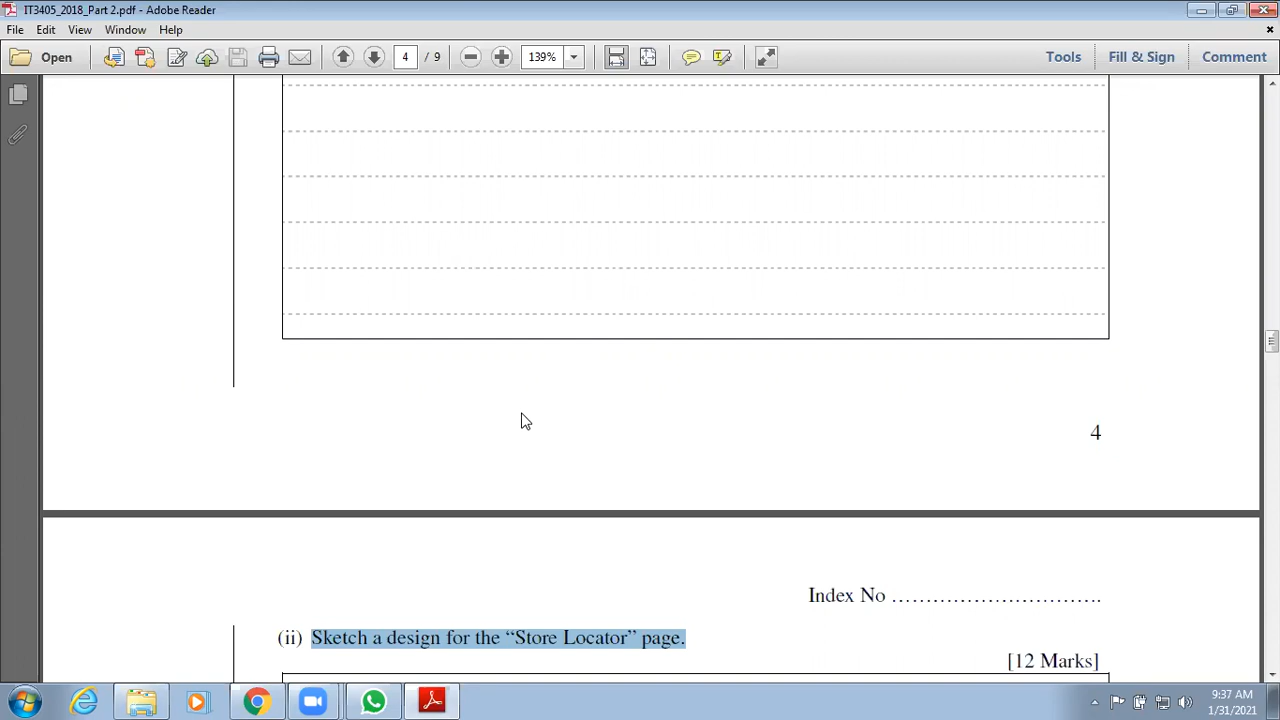 IT3405_2018_Part 2.pdf - Adobe Reader
File Edit View Window Help
Open 4 / 9 139% Tools Fill & Sign Comment
4
Index No ………………………….
(ii) Sketch a design for the “Store Locator” page.
[12 Marks]
9:37 AM
1/31/2021